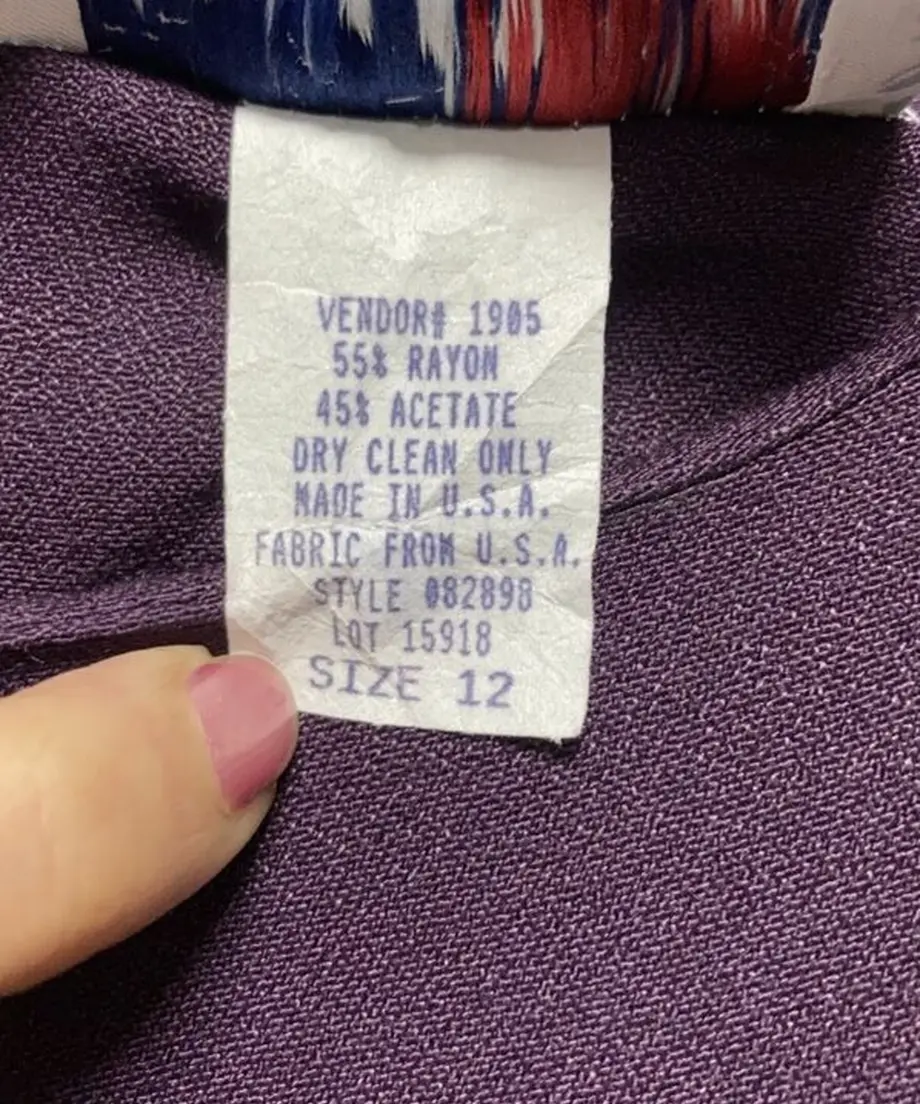 VENDOR# 1905
55% RAYON
45% ACETATE
DRY CLEAN ONLY
MADE IN U.S.A.
FABRIC FROM U.S.A.
STYLE 082898
LOT 15918
SIZE 12